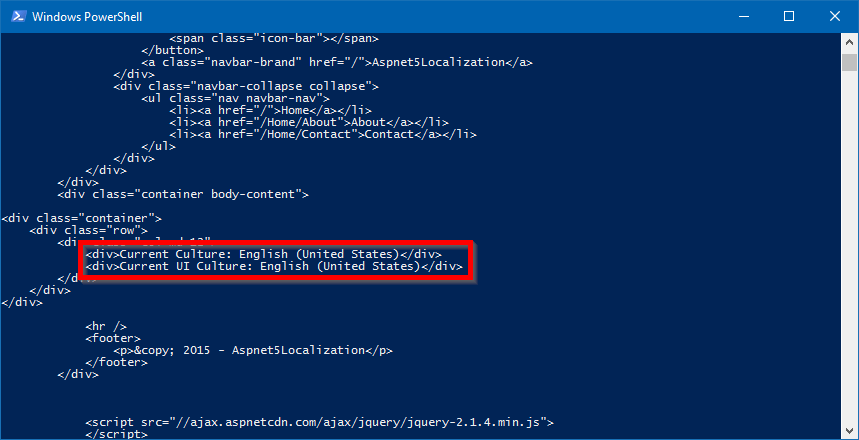 Windows PowerShell
<span class="icon-bar"></span>
</button>
<a class="navbar-brand" href="/">Aspnet5Localization</a>
</div>
<div class="navbar-collapse collapse">
<ul class="nav navbar-nav">
<li><a href="/">Home</a></li>
<li><a href="/Home/About">About</a></li>
<li><a href="/Home/Contact">Contact</a></li>
</ul>
</div>
</div>
</div>
<div class="container body-content">
<div class="container">
<div class="row">
<div
<div>Current Culture: English (United States)</div>
<div>Current UI Culture: English (United States)</div>
</div>
</div>
</div>
<hr />
<footer>
<p>&copy; 2015 - Aspnet5Localization</p>
</footer>
</div>
<script src="//ajax.aspnetcdn.com/ajax/jquery/jquery-2.1.4.min.js">
</script>